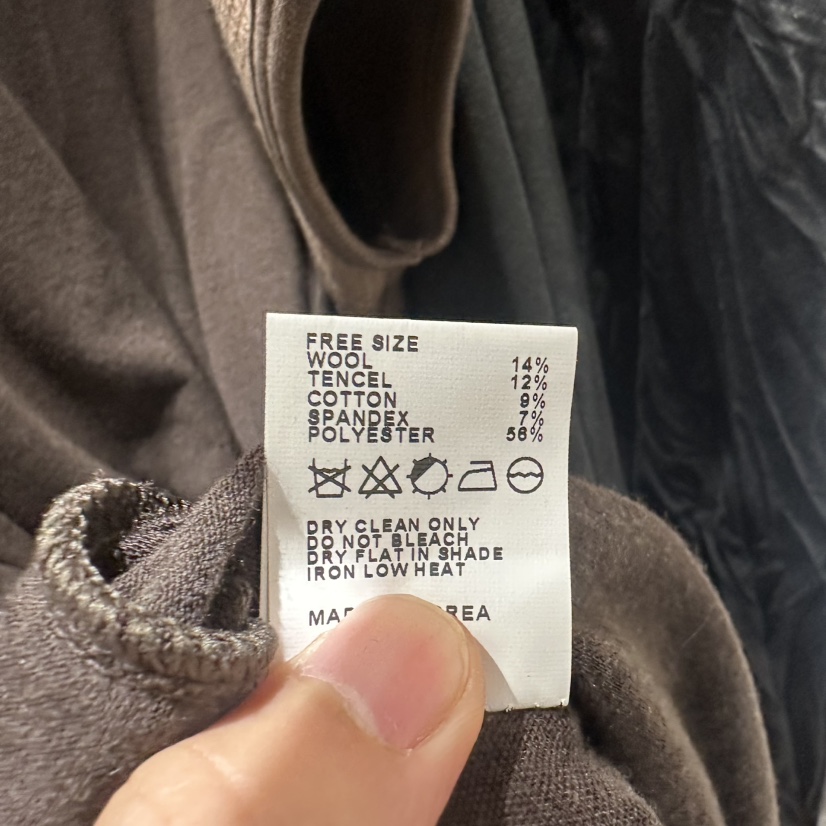 FREE SIZE
WOOL 14%
TENCEL 12%
COTTON 9%
SPANDEX 7%
POLYESTER 58%
DRY CLEAN ONLY
DO NOT BLEACH
DRY FLAT IN SHADE
IRON LOW HEAT